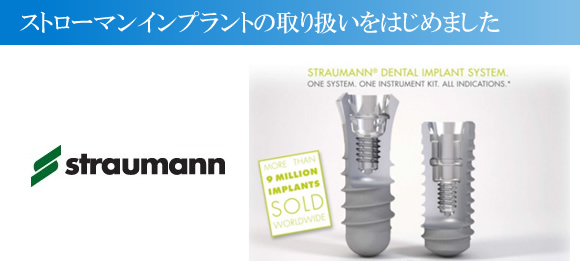 ストローマンインプラントの取り扱いをはじめました
STRAUMANN® DENTAL IMPLANT SYSTEM.
ONE SYSTEM. ONE INSTRUMENT KIT. ALL INDICATIONS.*
straumann
MORE THAN
9 MILLION
IMPLANTS
SOLD
WORLDWIDE